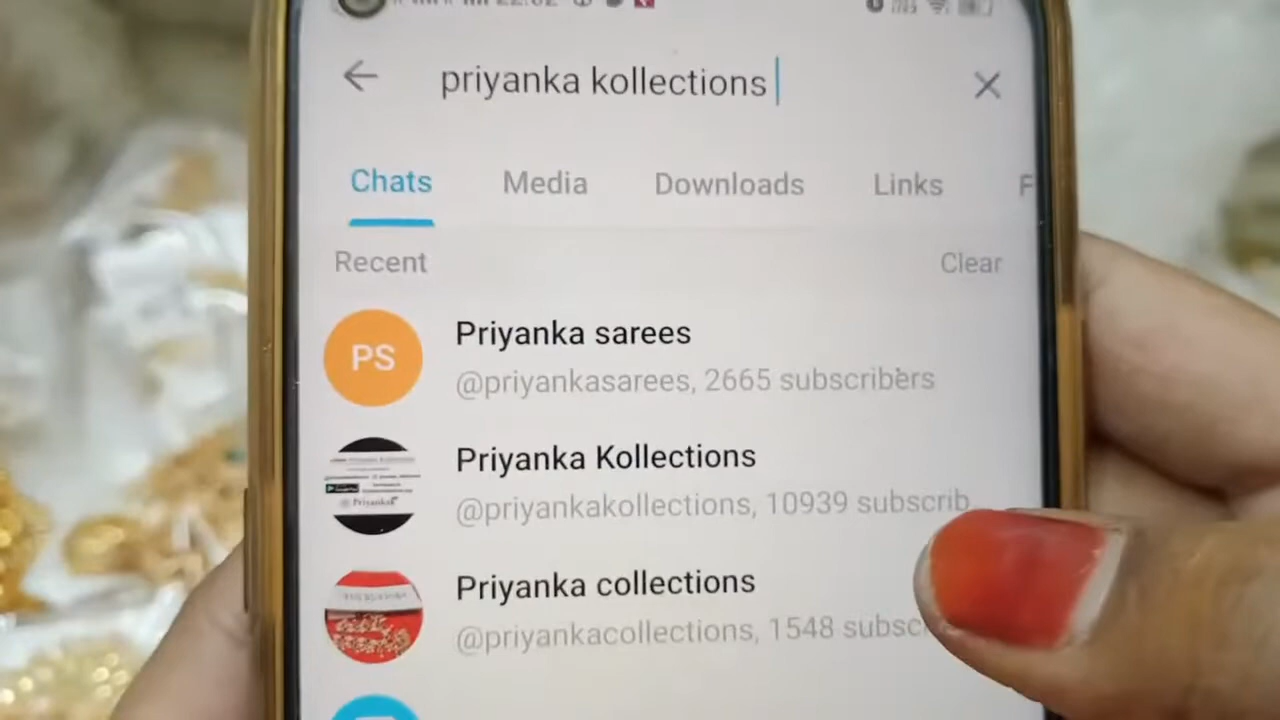 priyanka kollections
Chats Media Downloads Links F
Recent Clear
PS
Priyanka sarees
@priyankasarees, 2665 subscribers
Priyanka Kollections
@priyankakollections, 10939 subscrib
Priyanka collections
@priyankacollections, 1548 subsc